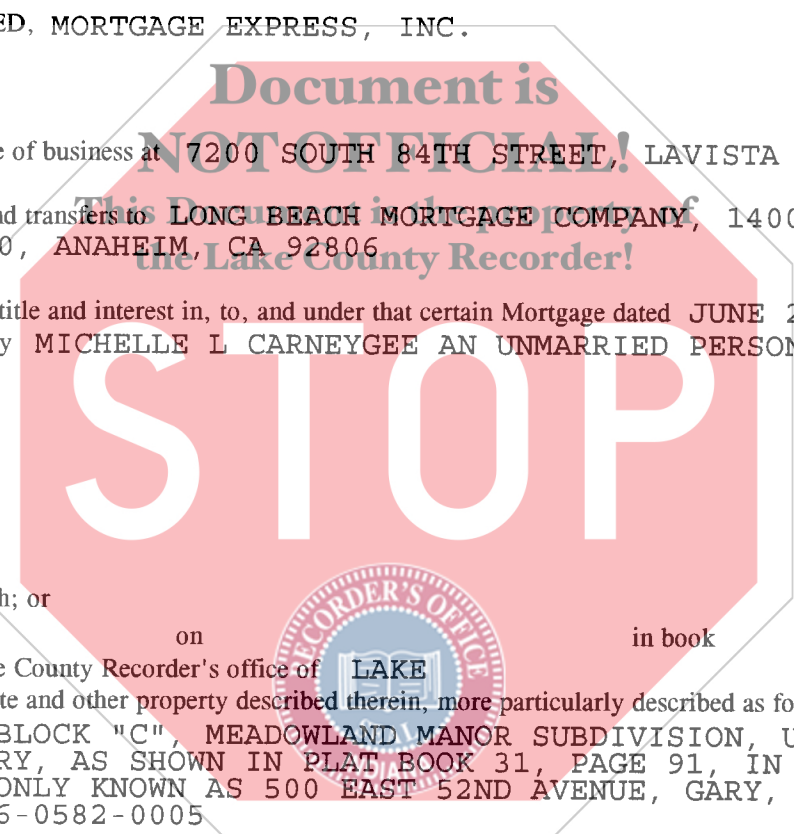 ED, MORTGAGE EXPRESS, INC.
Document is
e of business at 7200 SOUTH 84TH STREET, LAVISTA
NOT OFFICIAL!
nd transfers to LONG BEACH MORTGAGE COMPANY, 1400
This Document is the property of
0, ANAHEIM, CA 92806
the Lake County Recorder!
title and interest in, to, and under that certain Mortgage dated JUNE 2
y MICHELLE L CARNEYGEE AN UNMARRIED PERSON
STOP
h; or
on in book
e County Recorder's office of LAKE
te and other property described therein, more particularly described as fo
BLOCK "C", MEADOWLAND MANOR SUBDIVISION, U
RY, AS SHOWN IN PLAT BOOK 31, PAGE 91, IN
ONLY KNOWN AS 500 EAST 52ND AVENUE, GARY,
6-0582-0005
RECORDER'S OFFICE
SEAL